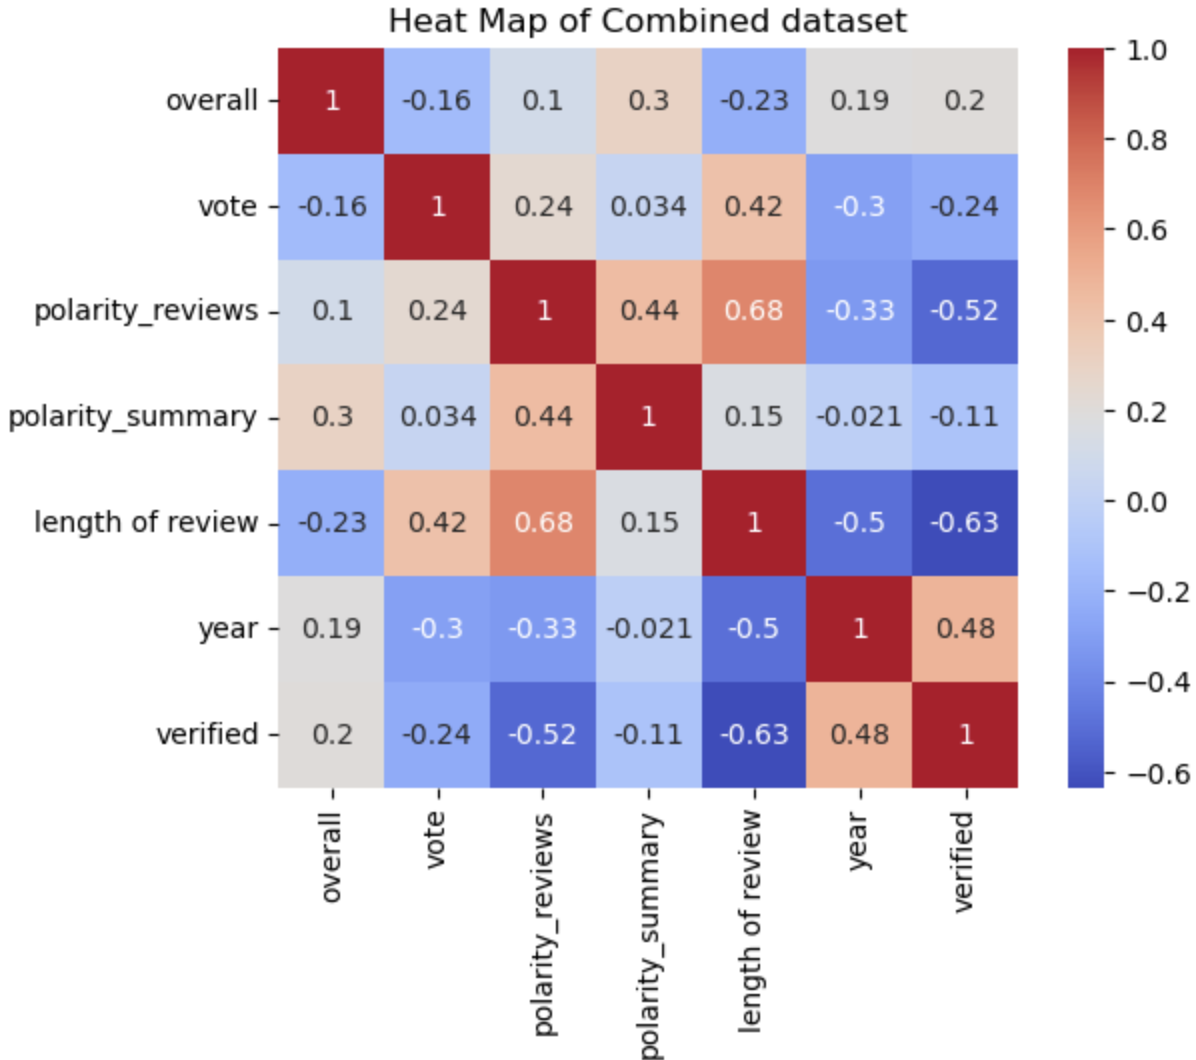 Heat Map of Combined dataset
overall 1 -0.16 0.1 0.3 -0.23 0.19 0.2
vote -0.16 1 0.24 0.034 0.42 -0.3 -0.24
polarity_reviews 0.1 0.24 1 0.44 0.68 -0.33 -0.52
polarity_summary 0.3 0.034 0.44 1 0.15 -0.021 -0.11
length of review -0.23 0.42 0.68 0.15 1 -0.5 -0.63
year 0.19 -0.3 -0.33 -0.021 -0.5 1 0.48
verified 0.2 -0.24 -0.52 -0.11 -0.63 0.48 1
overall
vote
polarity_reviews
polarity_summary
length of review
year
verified
1.0
0.8
0.6
0.4
0.2
0.0
−0.2
−0.4
−0.6